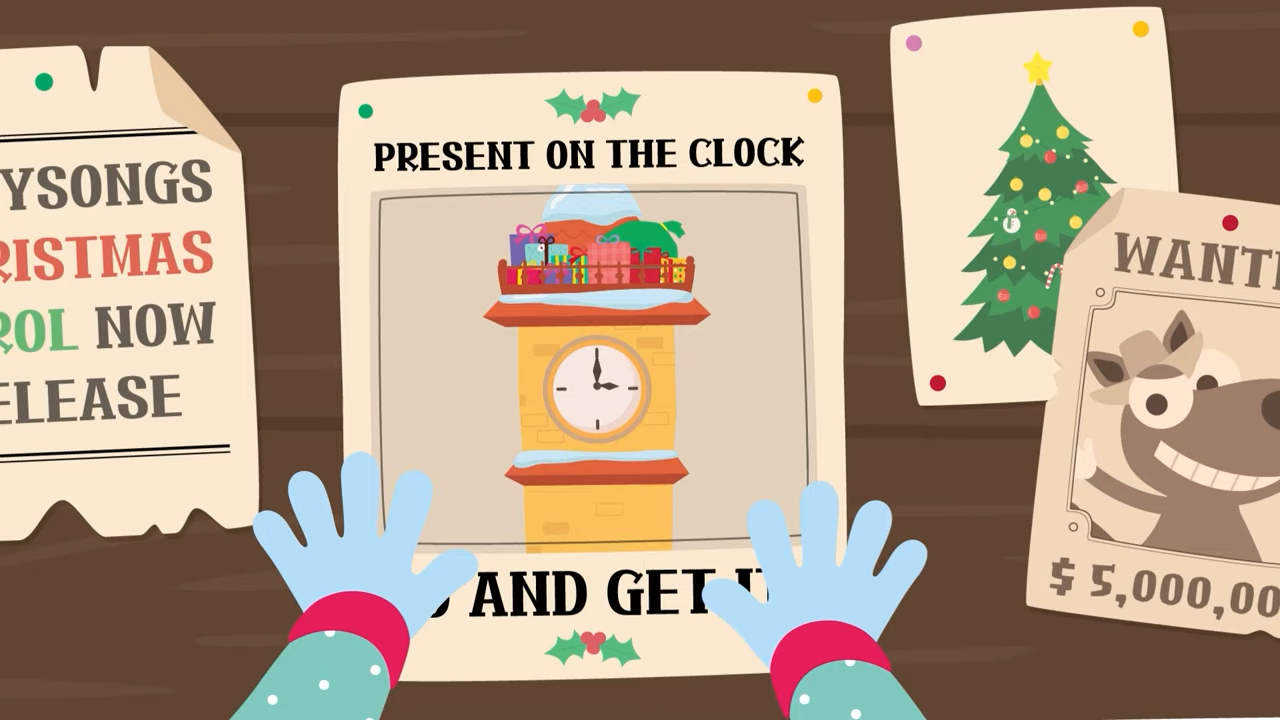 YSONGS
RISTMAS
ROL NOW
ELEASE
PRESENT ON THE CLOCK
AND GET
WANT
$ 5,000,00